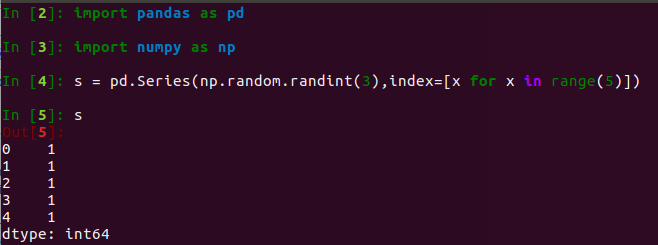 In [2]: import pandas as pd
In [3]: import numpy as np
In [4]: s = pd.Series(np.random.randint(3),index=[x for x in range(5)])
In [5]: s
Out[5]:
0    1
1    1
2    1
3    1
4    1
dtype: int64